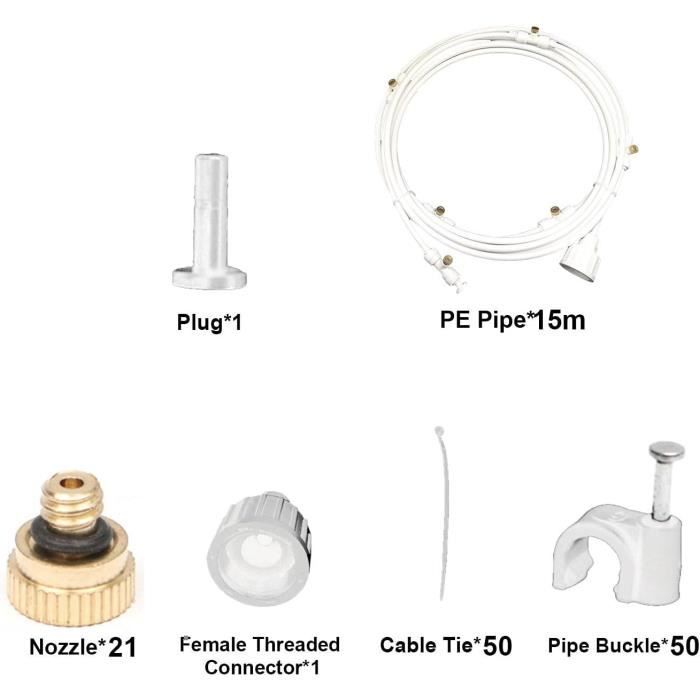 Plug*1
PE Pipe*15m
Nozzle*21
Female Threaded
Connector*1
Cable Tie*50
Pipe Buckle*50